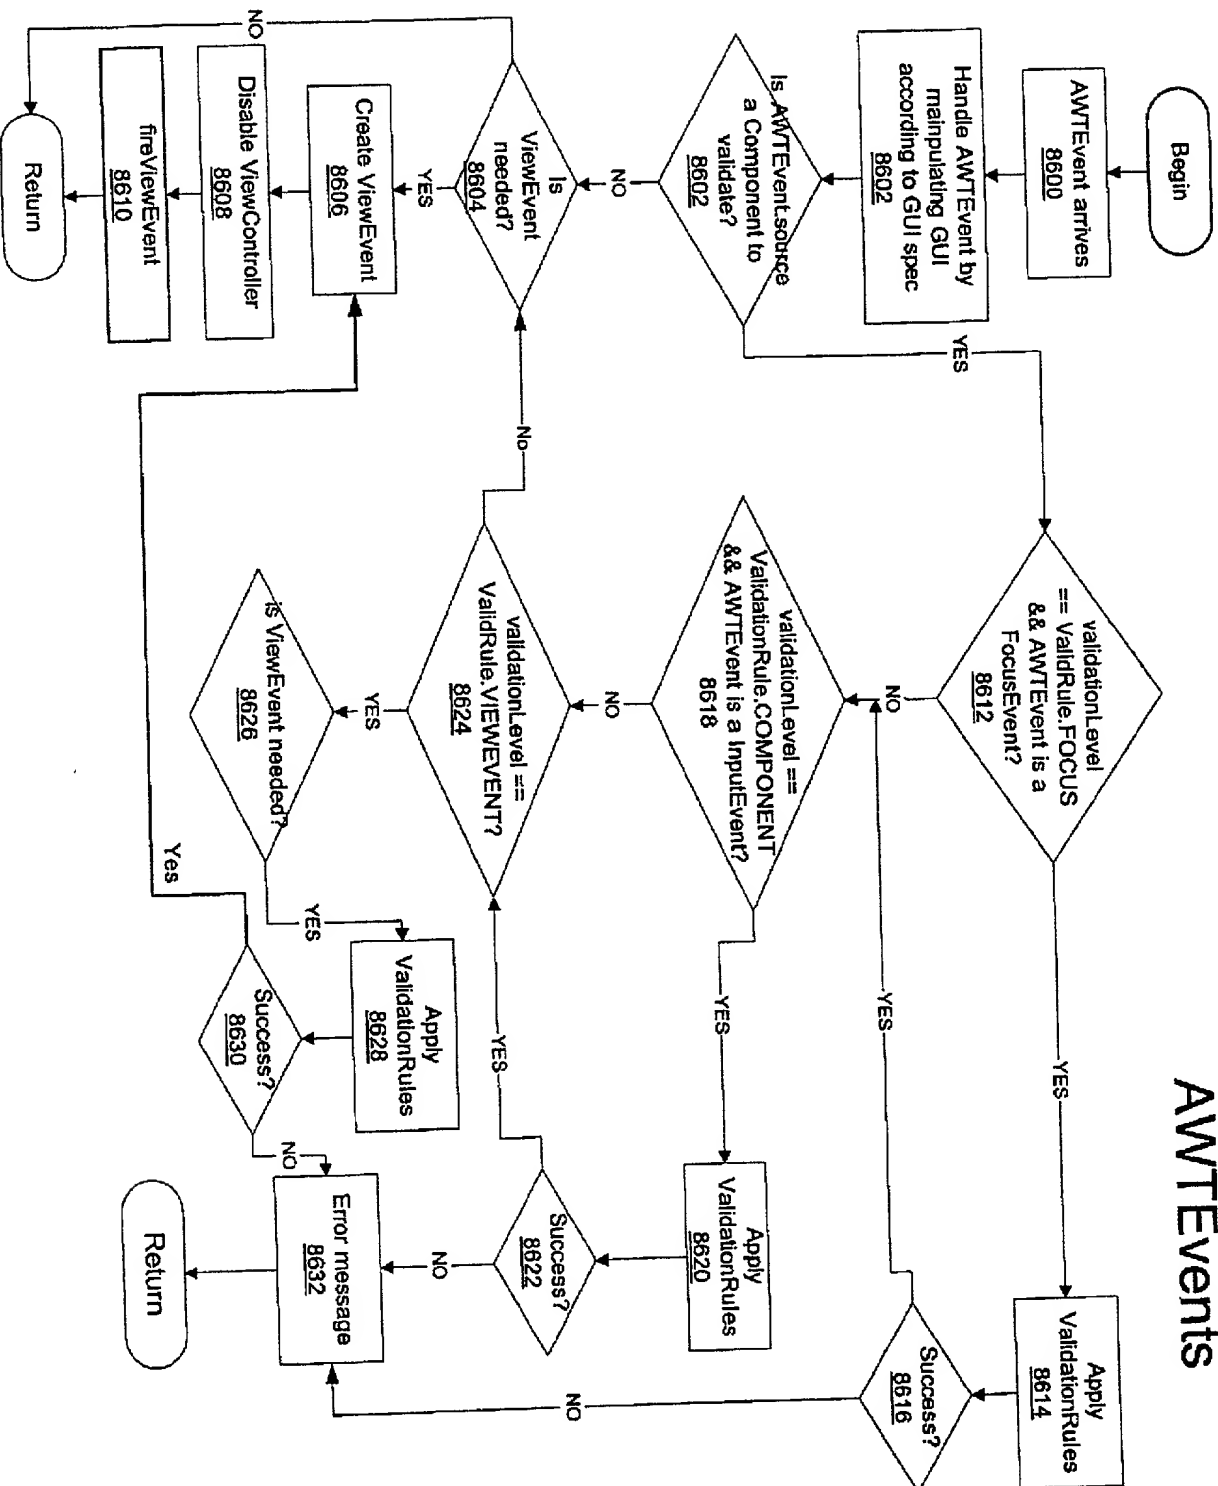 AWTEvents
Begin
AWTEvent arrives
8600
Handle AWTEvent by
mainpulating GUI
according to GUI spec
8602
Is AWTEvent.source
a Component to
validate?
8602
YES
NO
Is
ViewEvent
needed?
8604
NO
YES
Create ViewEvent
8606
Disable ViewController
8608
fireViewEvent
8610
Return
validationLevel
== ValidRule.FOCUS
&& AWTEvent is a
FocusEvent?
8612
YES
NO
Apply
ValidationRules
8614
Success?
8616
YES
NO
validationLevel ==
ValidationRule.COMPONENT
&& AWTEvent is a InputEvent?
8618
YES
NO
Apply
ValidationRules
8620
Success?
8622
YES
NO
validationLevel ==
ValidRule.VIEWEVENT?
8624
No
YES
is ViewEvent needed?
8626
YES
Apply
ValidationRules
8628
Success?
8630
Yes
NO
Error message
8632
Return